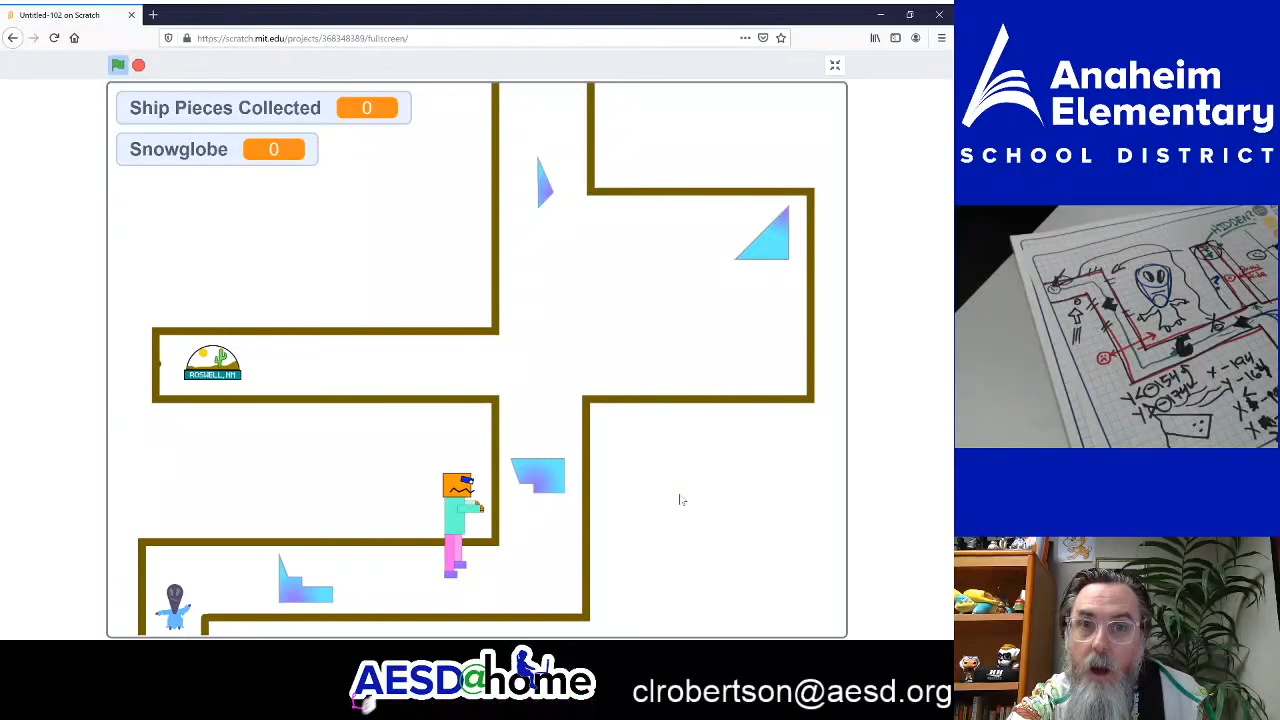 Untitled-102 on Scratch
https://scratch.mit.edu/projects/368348389/fullscreen/
Ship Pieces Collected 0
Snowglobe 0
ROSWELL, NM
Anaheim
Elementary
SCHOOL DISTRICT
HIDDEN?
AESD@home
clrobertson@aesd.org